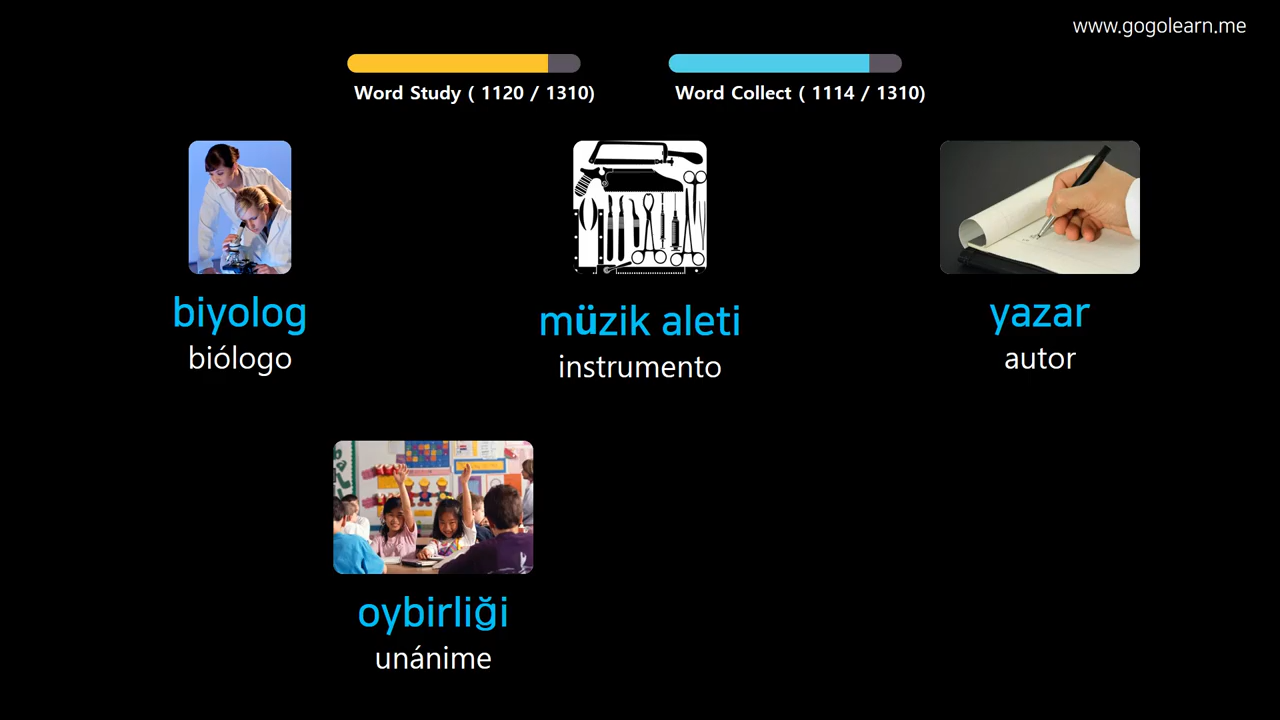 www.gogolearn.me
Word Study ( 1120 / 1310)
Word Collect ( 1114 / 1310)
biyolog
biólogo
müzik aleti
instrumento
yazar
autor
oybirliği
unánime